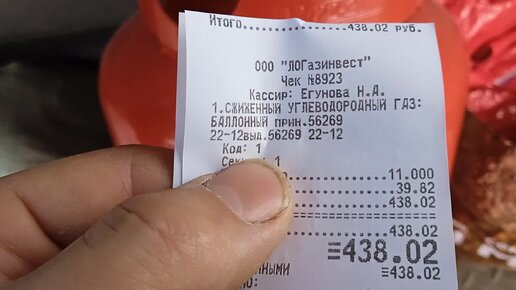 Итого..................438.02 руб.
ООО "ЛОГазинвест"
Чек №8923
Кассир: Егунова Н.А.
1.СЖИЖЕННЫЙ УГЛЕВОДОРОДНЫЙ ГАЗ:
БАЛЛОННЫЙ прин.56269
22-12выд.56269 22-12
Код: 1
1
11.000
39.82
438.02
438.02
≡438.02
≡438.02